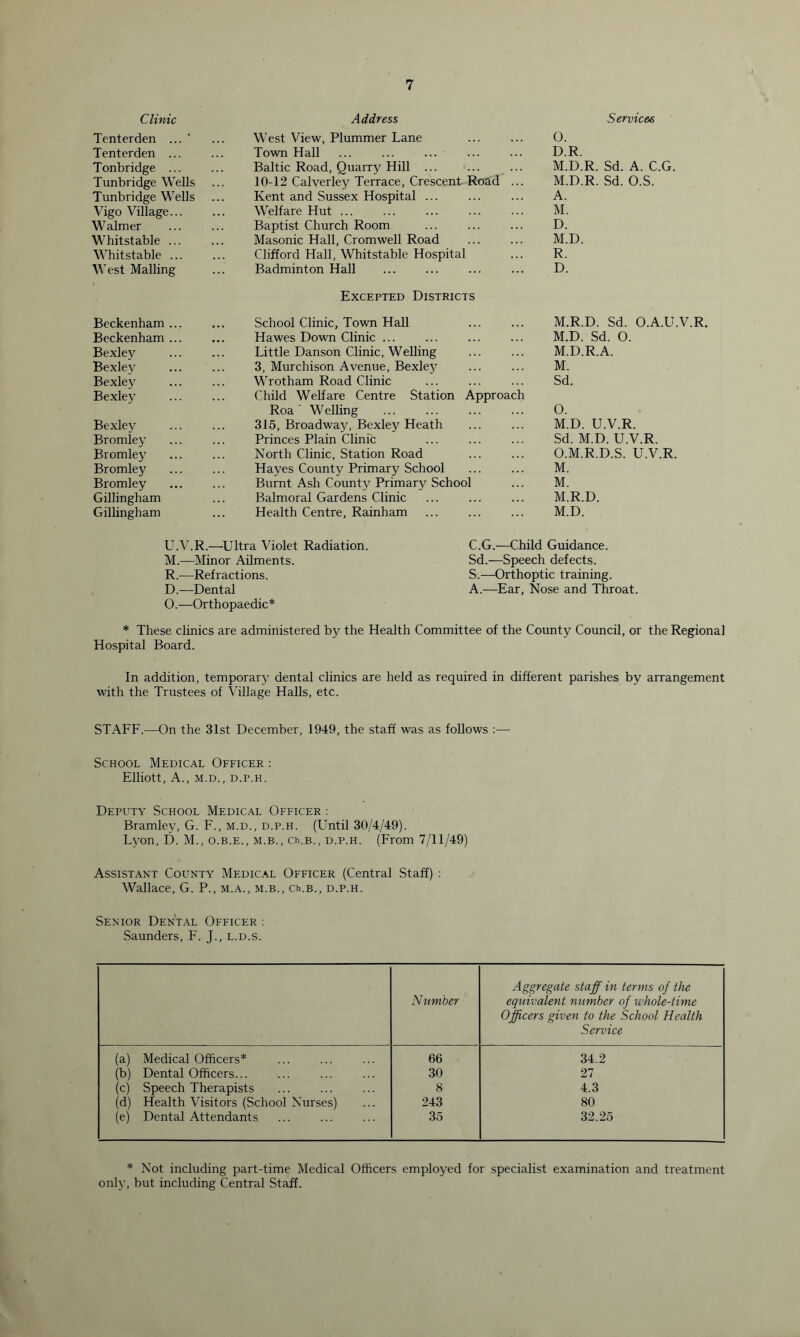 7
Clinic Address Services
Tenterden ... ' ... West View, Plummer Lane ... ... O.
Tenterden ... ... Town Hall ... ... ... ... ... D.R.
Tonbridge ... ... Baltic Road, Quarry Hill ... ... ... M.D.R. Sd. A. C.G.
Tunbridge Wells ... 10-12 Calverley Terrace, Crescent Road ... M.D.R. Sd. O.S.
Tunbridge Wells ... Kent and Sussex Hospital ... ... ... A.
Vigo Village... ... Welfare Hut ... ... ... ... ... M.
Walmer ... ... Baptist Church Room ... ... ... D.
Whitstable ... ... Masonic Hall, Cromwell Road ... ... M.D.
Whitstable ... ... Clifford Hall, Whitstable Hospital ... R.
West Malling ... Badminton Hall ... ... ... ... D.
Excepted Districts
Beckenham ... ... School Clinic, Town Hall ... ... M.R.D. Sd. O.A.U.V.R.
Beckenham ... ... Hawes Down Clinic ... ... ... ... M.D. Sd. O.
Bexley ... ... Little Danson Clinic, Welling ... ... M.D.R.A.
Bexley ... ... 3, Murchison Avenue, Bexley ... ... M.
Bexley ... ... Wrotham Road Clinic ... ... ... Sd.
Bexley ... ... Child Welfare Centre Station Approach
Roa ' Welling ... ... ... ... O.
Bexley ... ... 315, Broadway, Bexley Heath ... ... M.D. U.V.R.
Bromley ... ... Princes Plain Clinic ... ... ... Sd. M.D. U.V.R.
Bromley ... ... North Clinic, Station Road ... ... O.M.R.D.S. U.V.R.
Bromley ... ... Hayes County Primary School ... ... M.
Bromley ... ... Burnt Ash County Primary School ... M.
Gillingham ... Balmoral Gardens Clinic ... ... ... M.R.D.
Gillingham ... Health Centre, Rainham ... ... ... M.D.
U.V.R.—Ultra Violet Radiation. C.G.—Child Guidance.
M.—Minor Ailments. Sd.—Speech defects.
R.—Refractions. S.—Orthoptic training.
D.—Dental A.—Ear, Nose and Throat.
O.—Orthopaedic*
* These clinics are administered by the Health Committee of the County Council, or the Regional
Hospital Board.
In addition, temporary dental clinics are held as required in different parishes by arrangement
with the Trustees of Village Halls, etc.
STAFF.—On the 31st December, 1949, the staff was as follows :—
School Medical Officer :
Elliott, A., M.D., D.P.H.
Deputy School Medical Officer :
Bramley, G. F., M.D., D.P.H. (Until 30/4/49).
Lyon, D. M., O.B.E., M.B., Ch.B., D.P.H. (From 7/11/49)
Assistant County Medical Officer (Central Staff) :
Wallace, G. P., M.A., M.B., Ch.B., D.P.H.
Senior Dental Officer :
Saunders, F. J., L.D.S.
Number Aggregate staff in terms of the
equivalent number of whole-time
Officers given to the School Health
Service
(a) Medical Officers* ... ... ... 66 34.2
(b) Dental Officers... ... ... ... 30 27
(c) Speech Therapists ... ... ... 8 4.3
(d) Health Visitors (School Nurses) ... 243 80
(e) Dental Attendants ... ... ... 35 32.25
* Not including part-time Medical Officers employed for specialist examination and treatment
only, but including Central Staff.